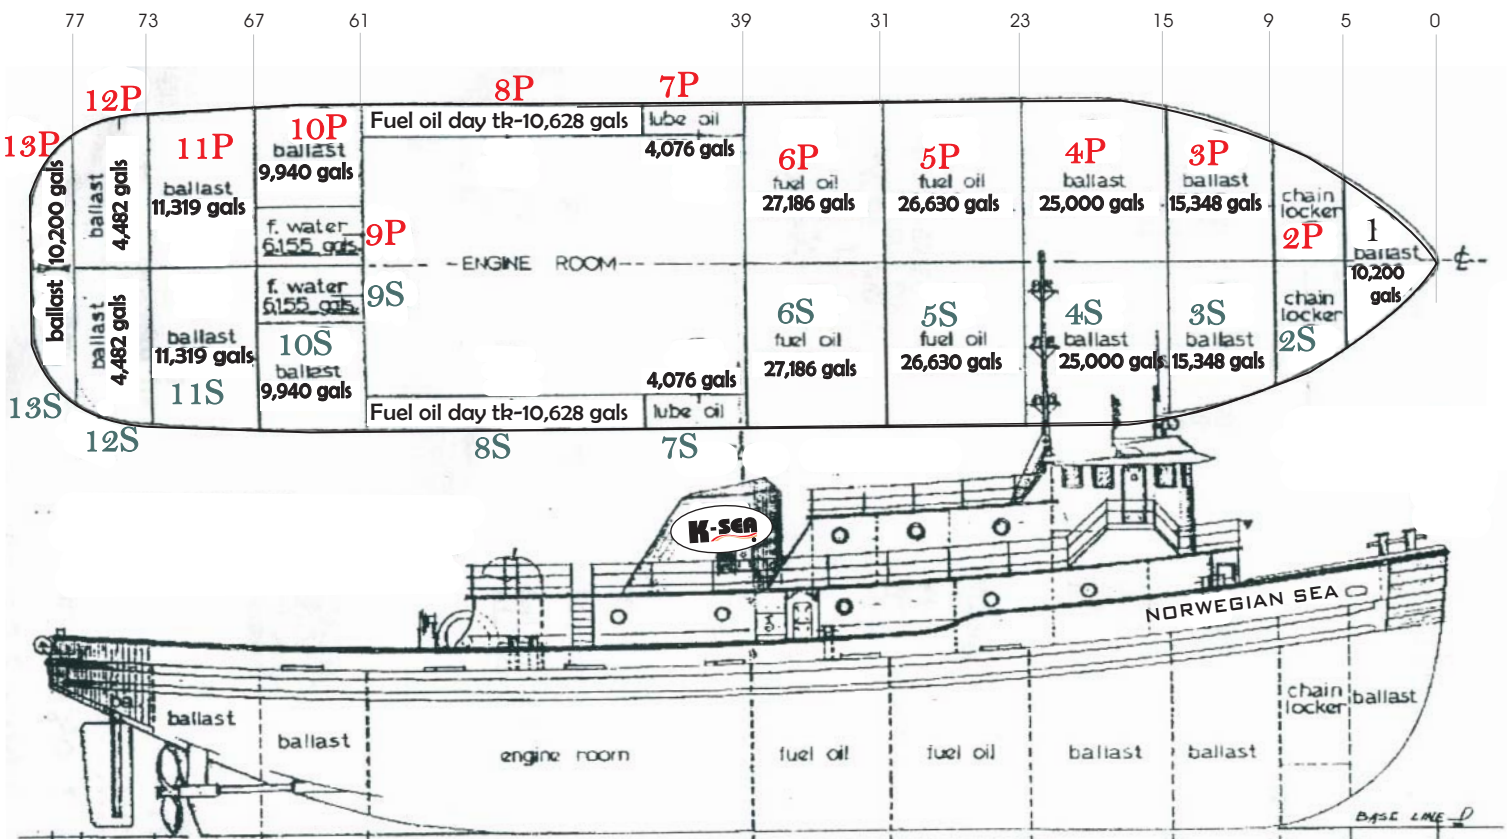 77 73 67 61 39 31 23 15 9 5 0
13P
12P
11P
10P
9P
8P
7P
6P
5P
4P
3P
2P
1
10,200 gals
ballast
4,482 gals
ballast
11,319 gals
ballast
9,940 gals
f. water
6,155 gals.
Fuel oil day tk-10,628 gals
lube oil
4,076 gals
fuel oil
27,186 gals
fuel oil
26,630 gals
ballast
25,000 gals
ballast
15,348 gals
chain
locker
ballast
10,200
gals
ENGINE ROOM
ballast
ballast
4,482 gals
ballast
11,319 gals
f. water
6,155 gals.
ballast
9,940 gals
4,076 gals
Fuel oil day tk-10,628 gals
lube oil
fuel oil
27,186 gals
fuel oil
26,630 gals
ballast
25,000 gals
ballast
15,348 gals
chain
locker
13S
12S
11S
10S
9S
8S
7S
6S
5S
4S
3S
2S
K-SEA
NORWEGIAN SEA
ballast
ballast
engine room
fuel oil
fuel oil
ballast
ballast
chain
locker
ballast
BASE LINE